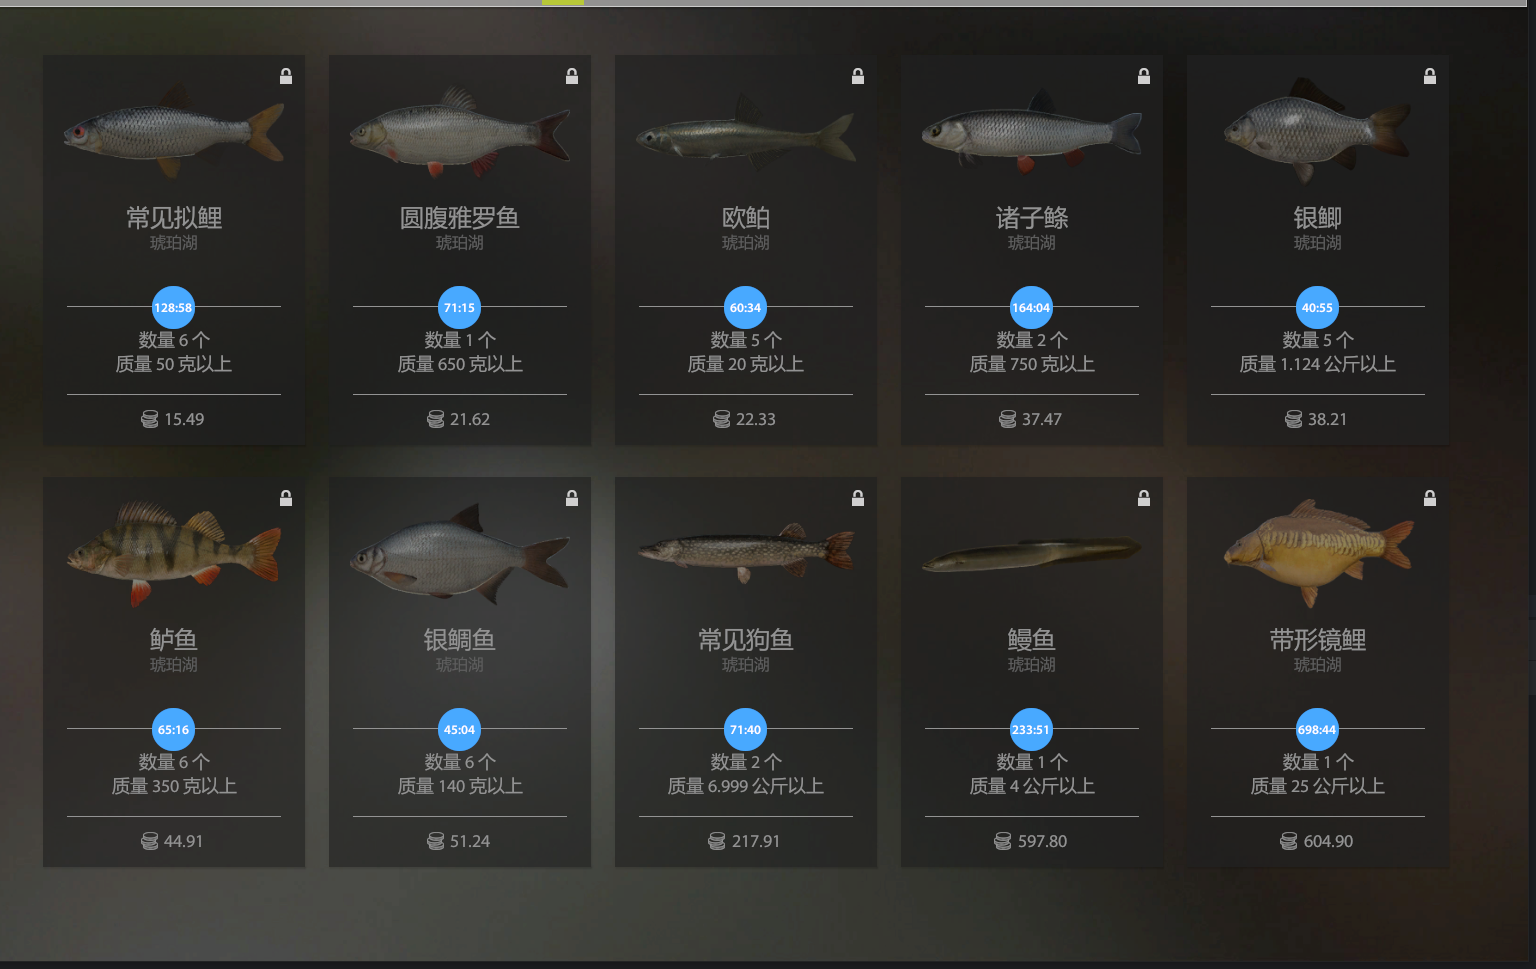 常见拟鲤
琥珀湖
128:58
数量 6 个
质量 50 克以上
15.49
圆腹雅罗鱼
琥珀湖
71:15
数量 1 个
质量 650 克以上
21.62
欧鲌
琥珀湖
60:34
数量 5 个
质量 20 克以上
22.33
诸子鲦
琥珀湖
164:04
数量 2 个
质量 750 克以上
37.47
银鲫
琥珀湖
40:55
数量 5 个
质量 1.124 公斤以上
38.21
鲈鱼
琥珀湖
65:16
数量 6 个
质量 350 克以上
44.91
银鲷鱼
琥珀湖
45:04
数量 6 个
质量 140 克以上
51.24
常见狗鱼
琥珀湖
71:40
数量 2 个
质量 6.999 公斤以上
217.91
鳗鱼
琥珀湖
233:51
数量 1 个
质量 4 公斤以上
597.80
带形镜鲤
琥珀湖
698:44
数量 1 个
质量 25 公斤以上
604.90